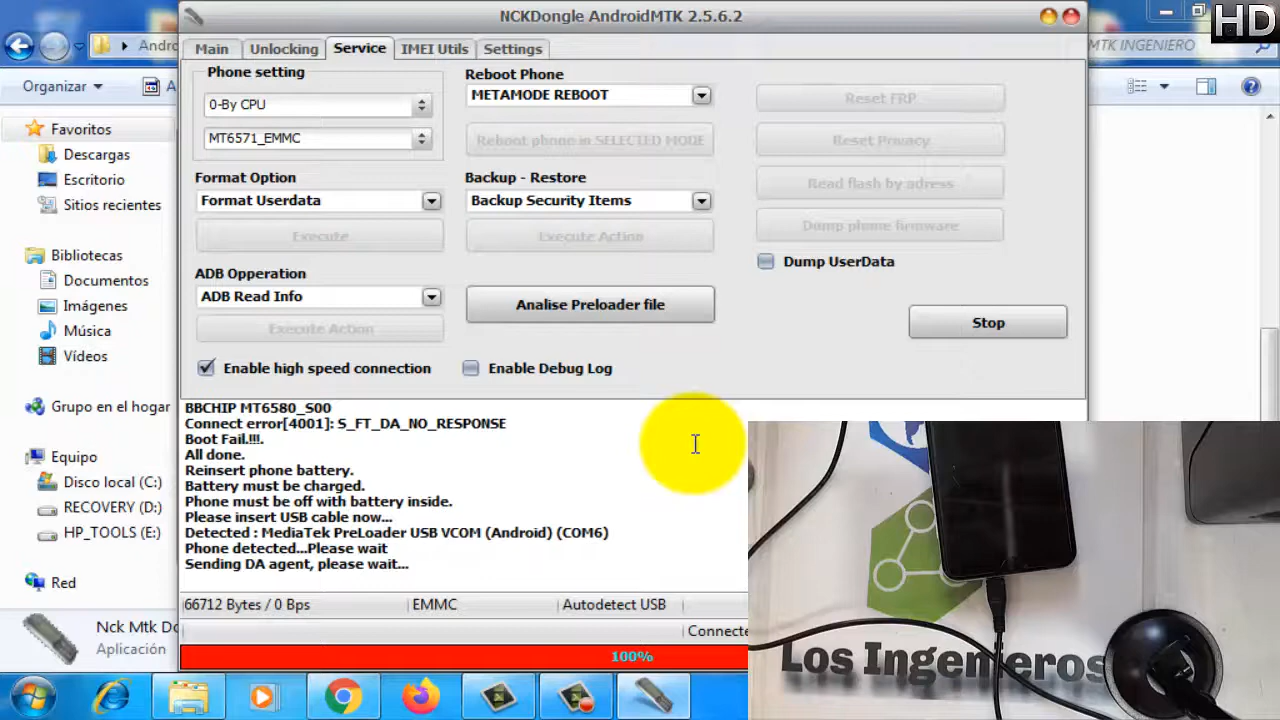 NCKDongle AndroidMTK 2.5.6.2
HD
Andro
MTK INGENIERO
Organizar
A
Favoritos
Descargas
Escritorio
Sitios recientes
Bibliotecas
Documentos
Imágenes
Música
Vídeos
Grupo en el hogar
Equipo
Disco local (C:)
RECOVERY (D:)
HP_TOOLS (E:)
Red
Nck Mtk Do
Aplicación
Main
Unlocking
Service
IMEI Utils
Settings
Phone setting
0-By CPU
MT6571_EMMC
Format Option
Format Userdata
Execute
ADB Opperation
ADB Read Info
Execute Action
Enable high speed connection
Reboot Phone
METAMODE REBOOT
Reboot phone in SELECTED MODE
Backup - Restore
Backup Security Items
Execute Action
Analise Preloader file
Enable Debug Log
Reset FRP
Reset Privacy
Read flash by adress
Dump phone firmware
Dump UserData
Stop
BBCHIP MT6580_S00
Connect error[4001]: S_FT_DA_NO_RESPONSE
Boot Fail.!!!.
All done.
Reinsert phone battery.
Battery must be charged.
Phone must be off with battery inside.
Please insert USB cable now...
Detected : MediaTek PreLoader USB VCOM (Android) (COM6)
Phone detected...Please wait
Sending DA agent, please wait...
66712 Bytes / 0 Bps
EMMC
Autodetect USB
Connecte
100%
Los Ingenieros